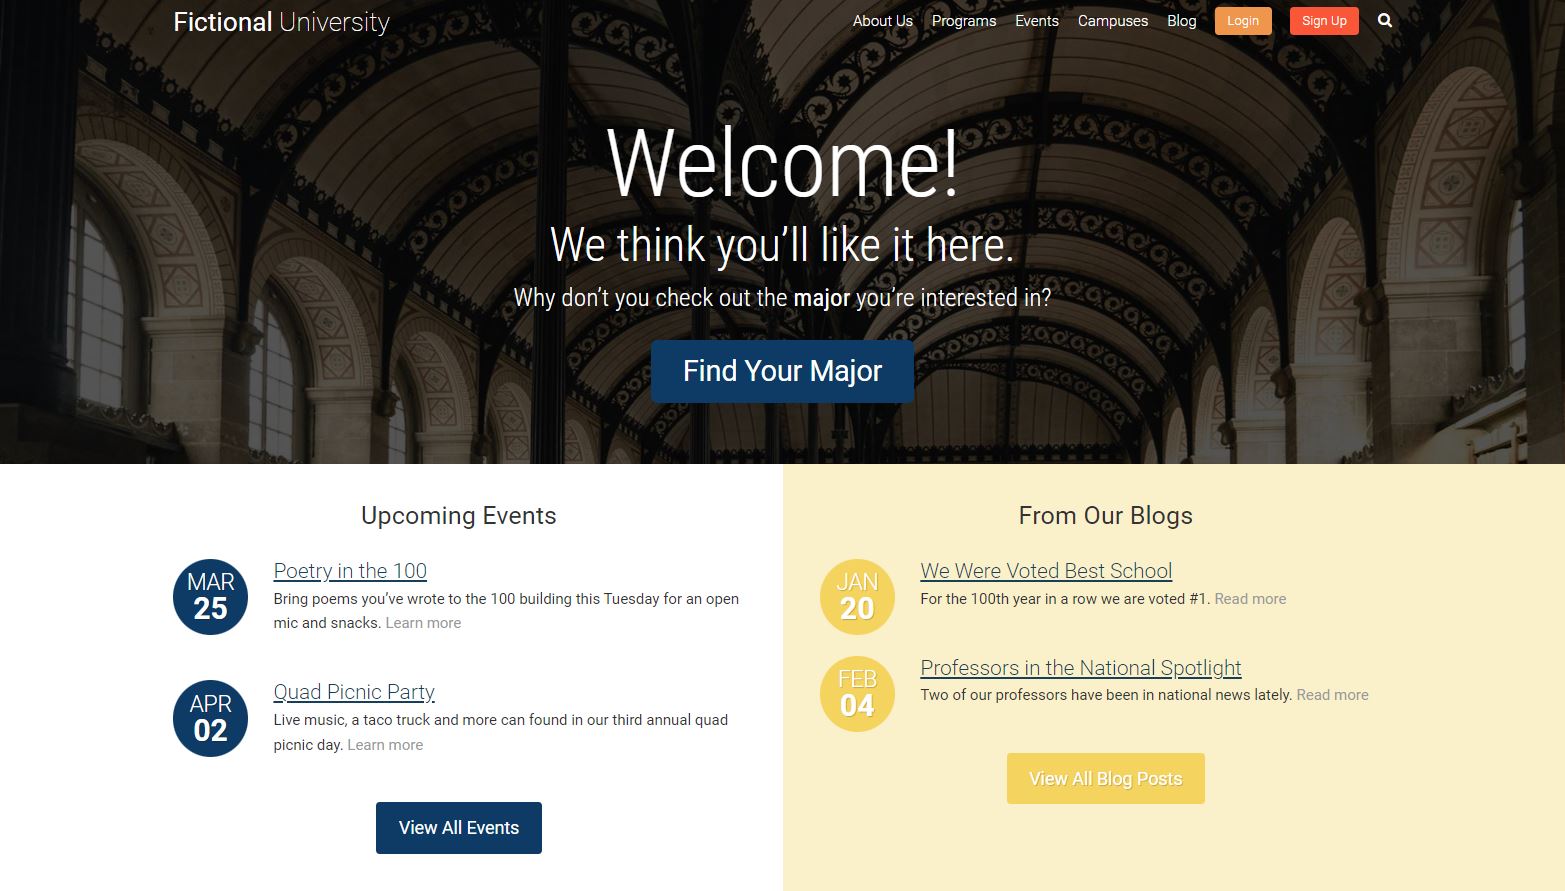 Fictional University
About Us Programs Events Campuses Blog Login Sign Up
Welcome!
We think you’ll like it here.
Why don’t you check out the major you’re interested in?
Find Your Major
Upcoming Events
MAR
25
Poetry in the 100
Bring poems you’ve wrote to the 100 building this Tuesday for an open
mic and snacks. Learn more
APR
02
Quad Picnic Party
Live music, a taco truck and more can found in our third annual quad
picnic day. Learn more
View All Events
From Our Blogs
JAN
20
We Were Voted Best School
For the 100th year in a row we are voted #1. Read more
FEB
04
Professors in the National Spotlight
Two of our professors have been in national news lately. Read more
View All Blog Posts